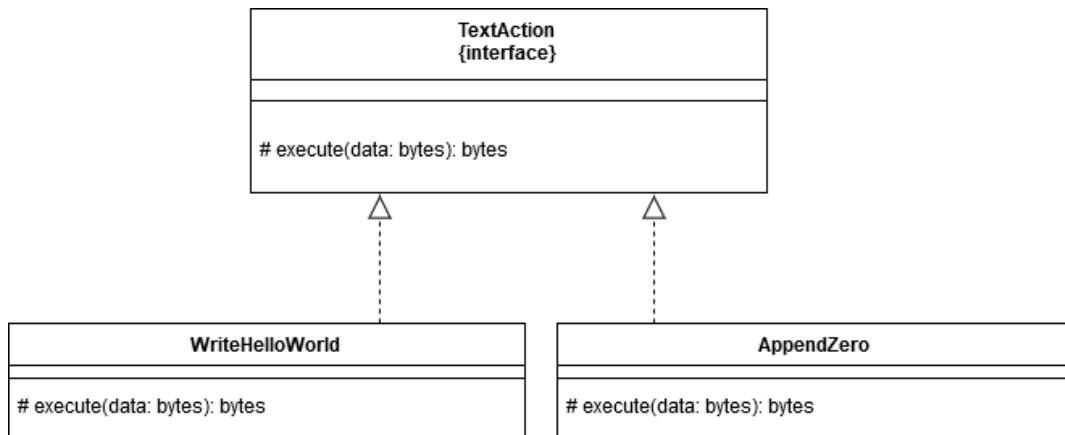 TextAction
{interface}
# execute(data: bytes): bytes
WriteHelloWorld
# execute(data: bytes): bytes
AppendZero
# execute(data: bytes): bytes